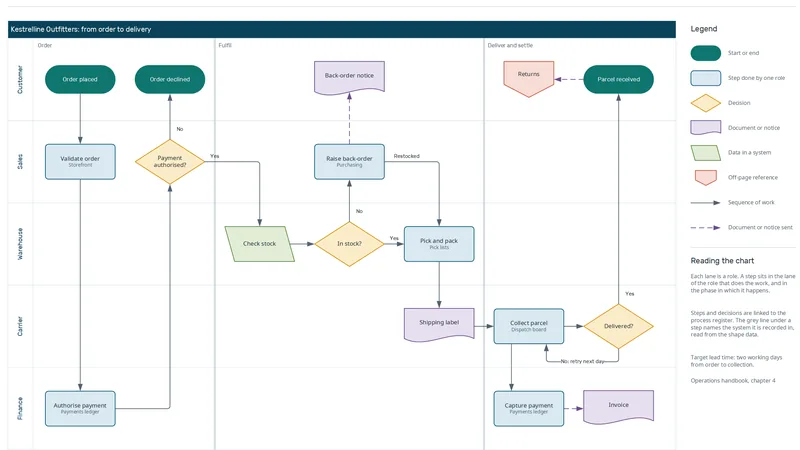 Kestrelline Outfitters: from order to delivery
Order
Fulfil
Deliver and settle
Customer
Order placed
Order declined
Back-order notice
Returns
Parcel received
No
Sales
Validate order
Storefront
Payment
authorised?
Yes
Raise back-order
Purchasing
Restocked
No
Warehouse
Check stock
In stock?
Yes
Pick and pack
Pick lists
Yes
Carrier
Shipping label
Collect parcel
Dispatch board
Delivered?
No: retry next day
Finance
Authorise payment
Payments ledger
Capture payment
Payments ledger
Invoice
Legend
Start or end
Step done by one role
Decision
Document or notice
Data in a system
Off-page reference
Sequence of work
Document or notice sent
Reading the chart
Each lane is a role. A step sits in the lane
of the role that does the work, and in
the phase in which it happens.
Steps and decisions are linked to the
process register. The grey line under a
step names the system it is recorded in,
read from the shape data.
Target lead time: two working days
from order to collection.
Operations handbook, chapter 4